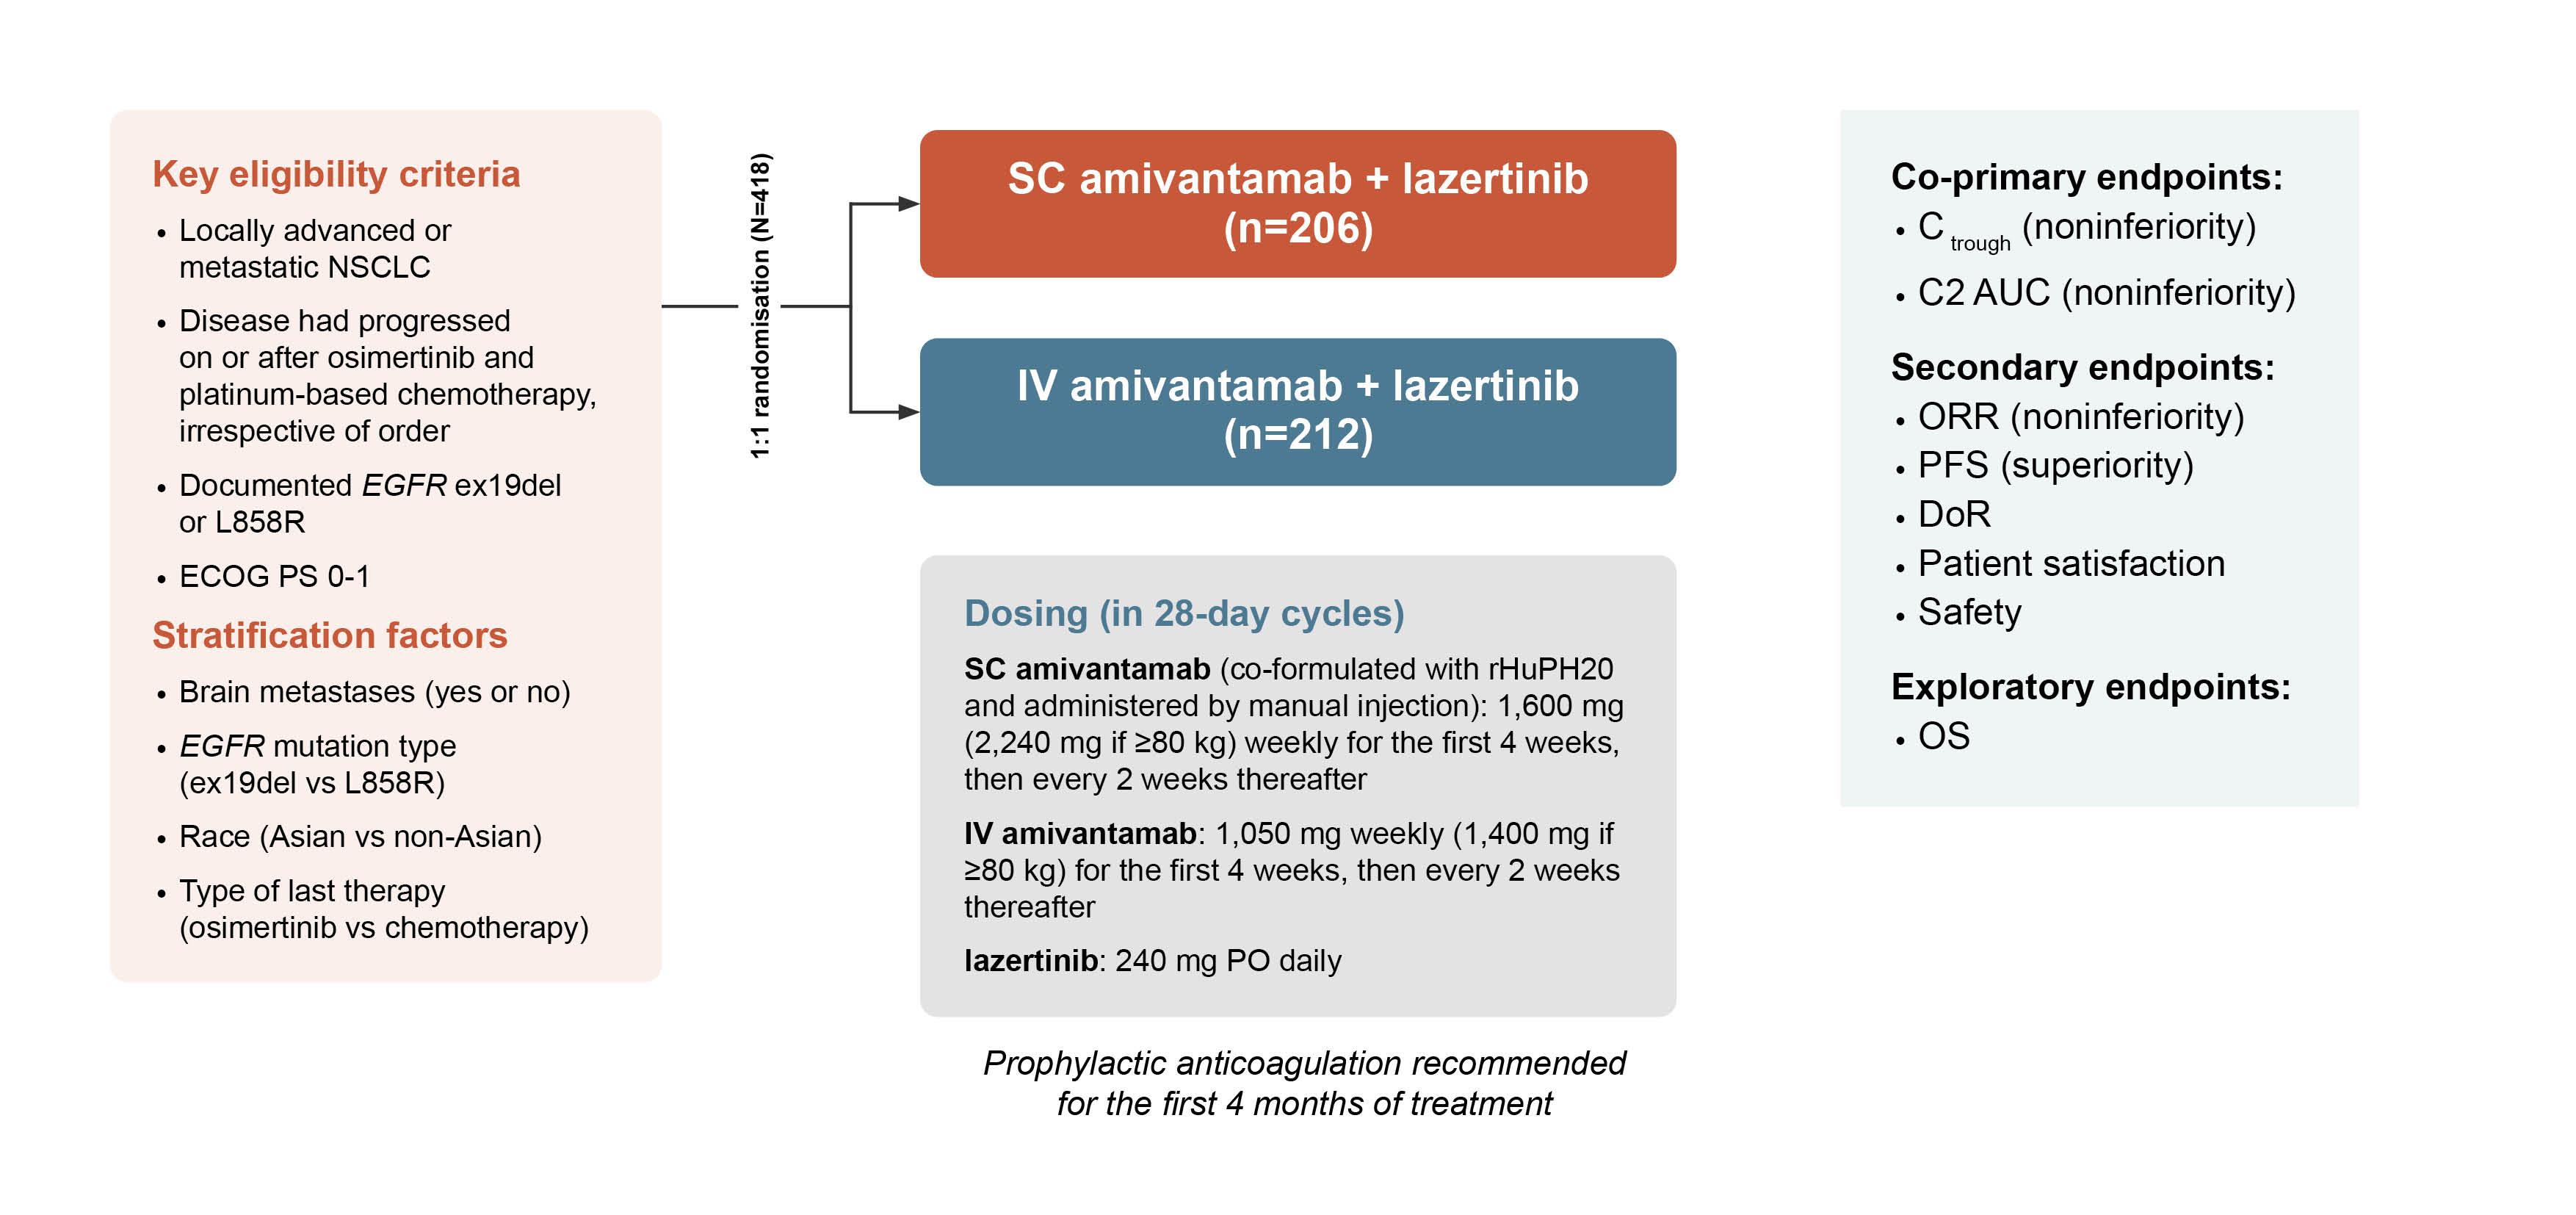 Key eligibility criteria
• Locally advanced or
metastatic NSCLC
• Disease had progressed
on or after osimertinib and
platinum-based chemotherapy,
irrespective of order
• Documented EGFR ex19del
or L858R
• ECOG PS 0-1
Stratification factors
• Brain metastases (yes or no)
• EGFR mutation type
(ex19del vs L858R)
• Race (Asian vs non-Asian)
• Type of last therapy
(osimertinib vs chemotherapy)
1:1 randomisation (N=418)
SC amivantamab + lazertinib
(n=206)
IV amivantamab + lazertinib
(n=212)
Dosing (in 28-day cycles)
SC amivantamab (co-formulated with rHuPH20
and administered by manual injection): 1,600 mg
(2,240 mg if ≥80 kg) weekly for the first 4 weeks,
then every 2 weeks thereafter
IV amivantamab: 1,050 mg weekly (1,400 mg if
≥80 kg) for the first 4 weeks, then every 2 weeks
thereafter
lazertinib: 240 mg PO daily
Prophylactic anticoagulation recommended
for the first 4 months of treatment
Co-primary endpoints:
• C trough (noninferiority)
• C2 AUC (noninferiority)
Secondary endpoints:
• ORR (noninferiority)
• PFS (superiority)
• DoR
• Patient satisfaction
• Safety
Exploratory endpoints:
• OS